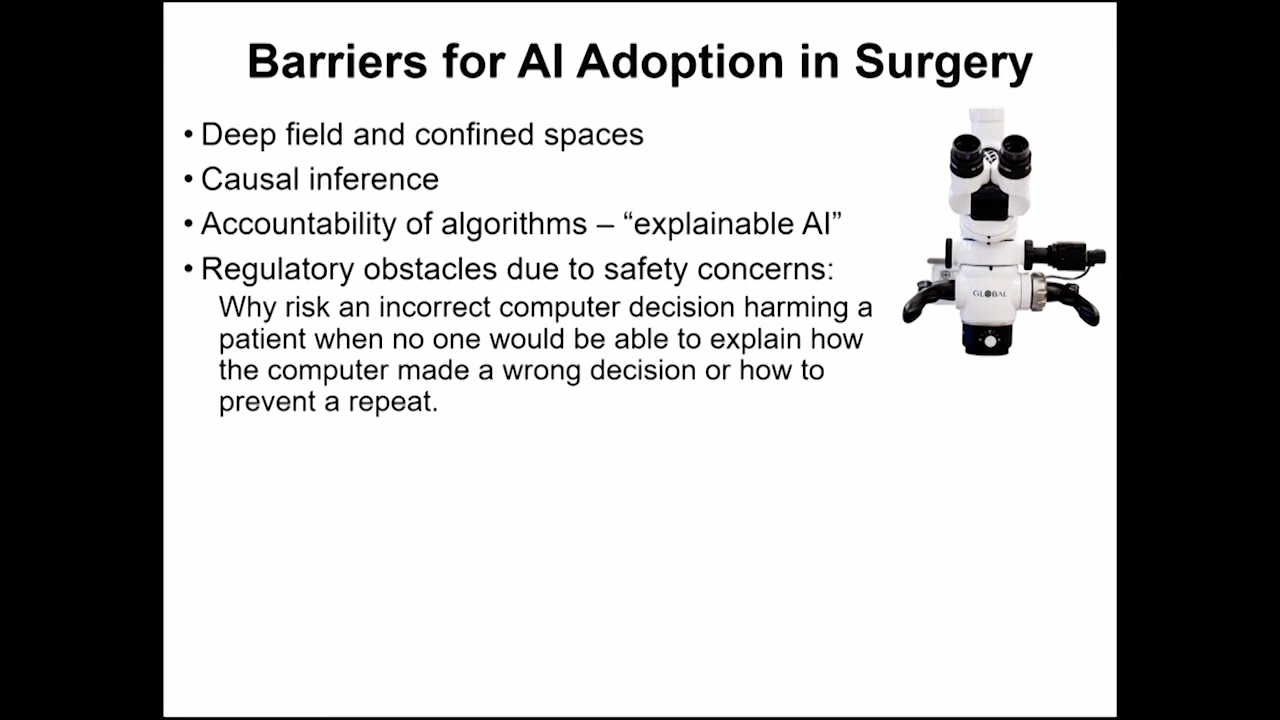 Barriers for AI Adoption in Surgery
• Deep field and confined spaces
• Causal inference
• Accountability of algorithms – “explainable AI”
• Regulatory obstacles due to safety concerns:
Why risk an incorrect computer decision harming a
patient when no one would be able to explain how
the computer made a wrong decision or how to
prevent a repeat.
GLOBAL